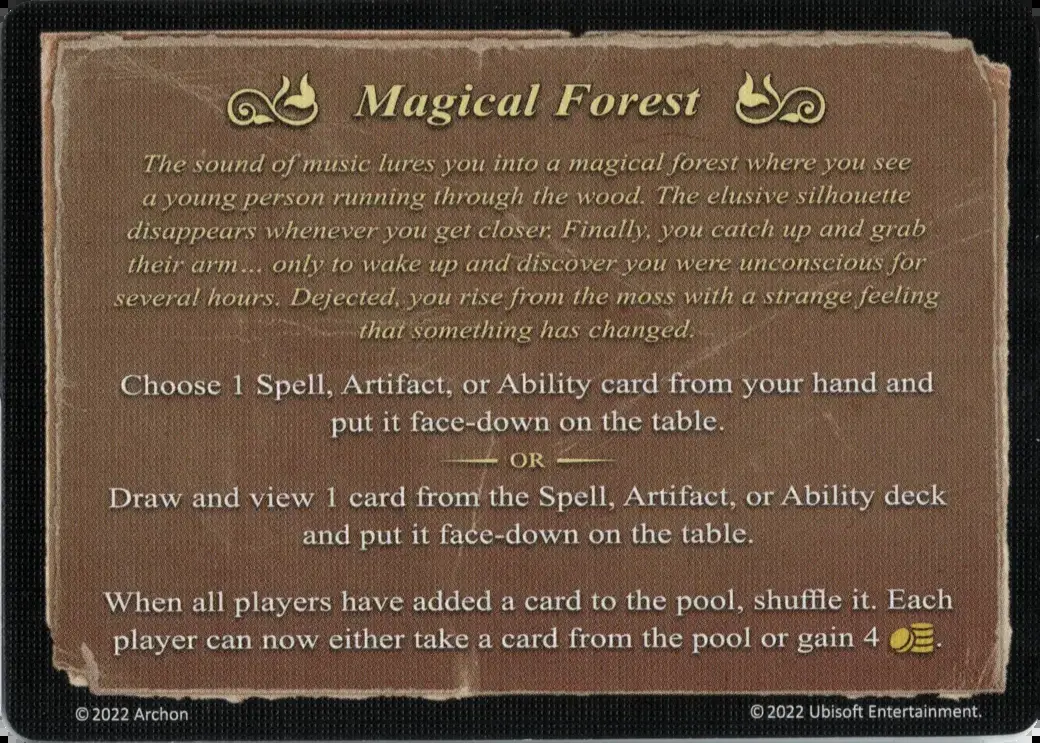 Magical Forest
The sound of music lures you into a magical forest where you see
a young person running through the wood. The elusive silhouette
disappears whenever you get closer. Finally, you catch up and grab
their arm... only to wake up and discover you were unconscious for
several hours. Dejected, you rise from the moss with a strange feeling
that something has changed.
Choose 1 Spell, Artifact, or Ability card from your hand and
put it face-down on the table.
OR
Draw and view 1 card from the Spell, Artifact, or Ability deck
and put it face-down on the table.
When all players have added a card to the pool, shuffle it. Each
player can now either take a card from the pool or gain 4 .
© 2022 Archon
© 2022 Ubisoft Entertainment.